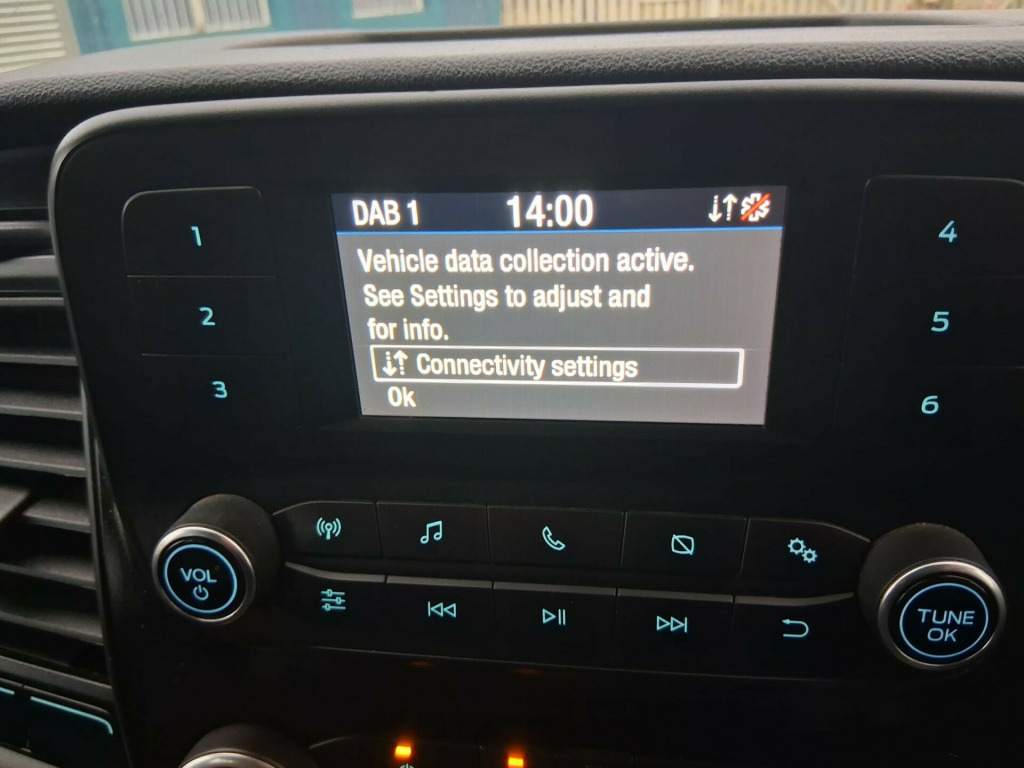 DAB 1 14:00
Vehicle data collection active.
See Settings to adjust and
for info.
Connectivity settings
Ok
1
2
3
4
5
6
VOL
TUNE
OK